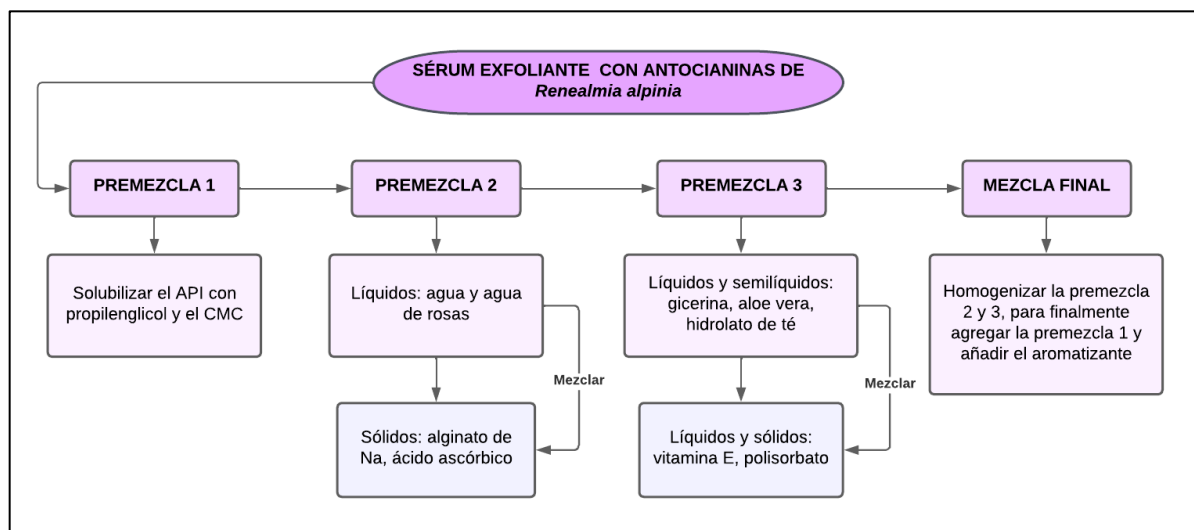 SÉRUM EXFOLIANTE CON ANTOCIANINAS DE
Renealmia alpinia
PREMEZCLA 1
PREMEZCLA 2
PREMEZCLA 3
MEZCLA FINAL
Solubilizar el API con
propilenglicol y el CMC
Líquidos: agua y agua
de rosas
Líquidos y semilíquidos:
gicerina, aloe vera,
hidrolato de té
Homogenizar la premezcla
2 y 3, para finalmente
agregar la premezcla 1 y
añadir el aromatizante
Mezclar
Mezclar
Sólidos: alginato de
Na, ácido ascórbico
Líquidos y sólidos:
vitamina E, polisorbato